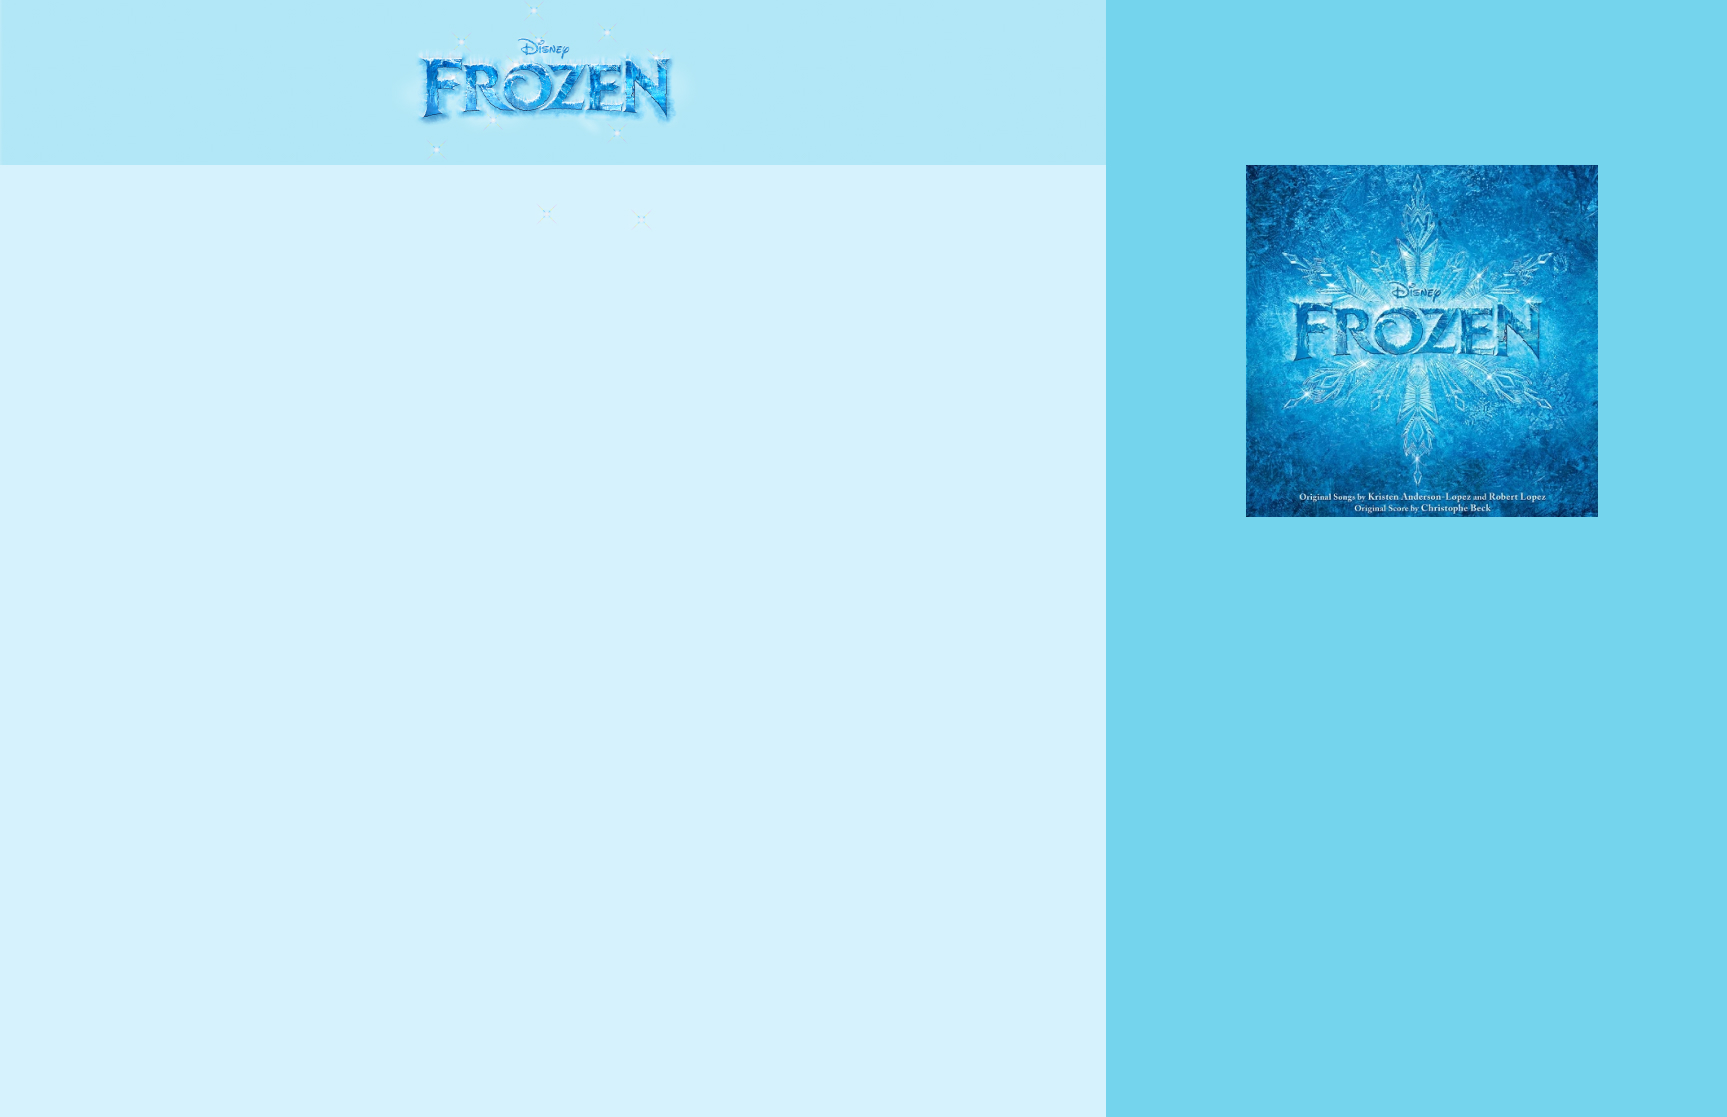 Disney
FROZEN
Disney
FROZEN
Original Songs by Kristen Anderson-Lopez and Robert Lopez
Original Score by Christophe Beck